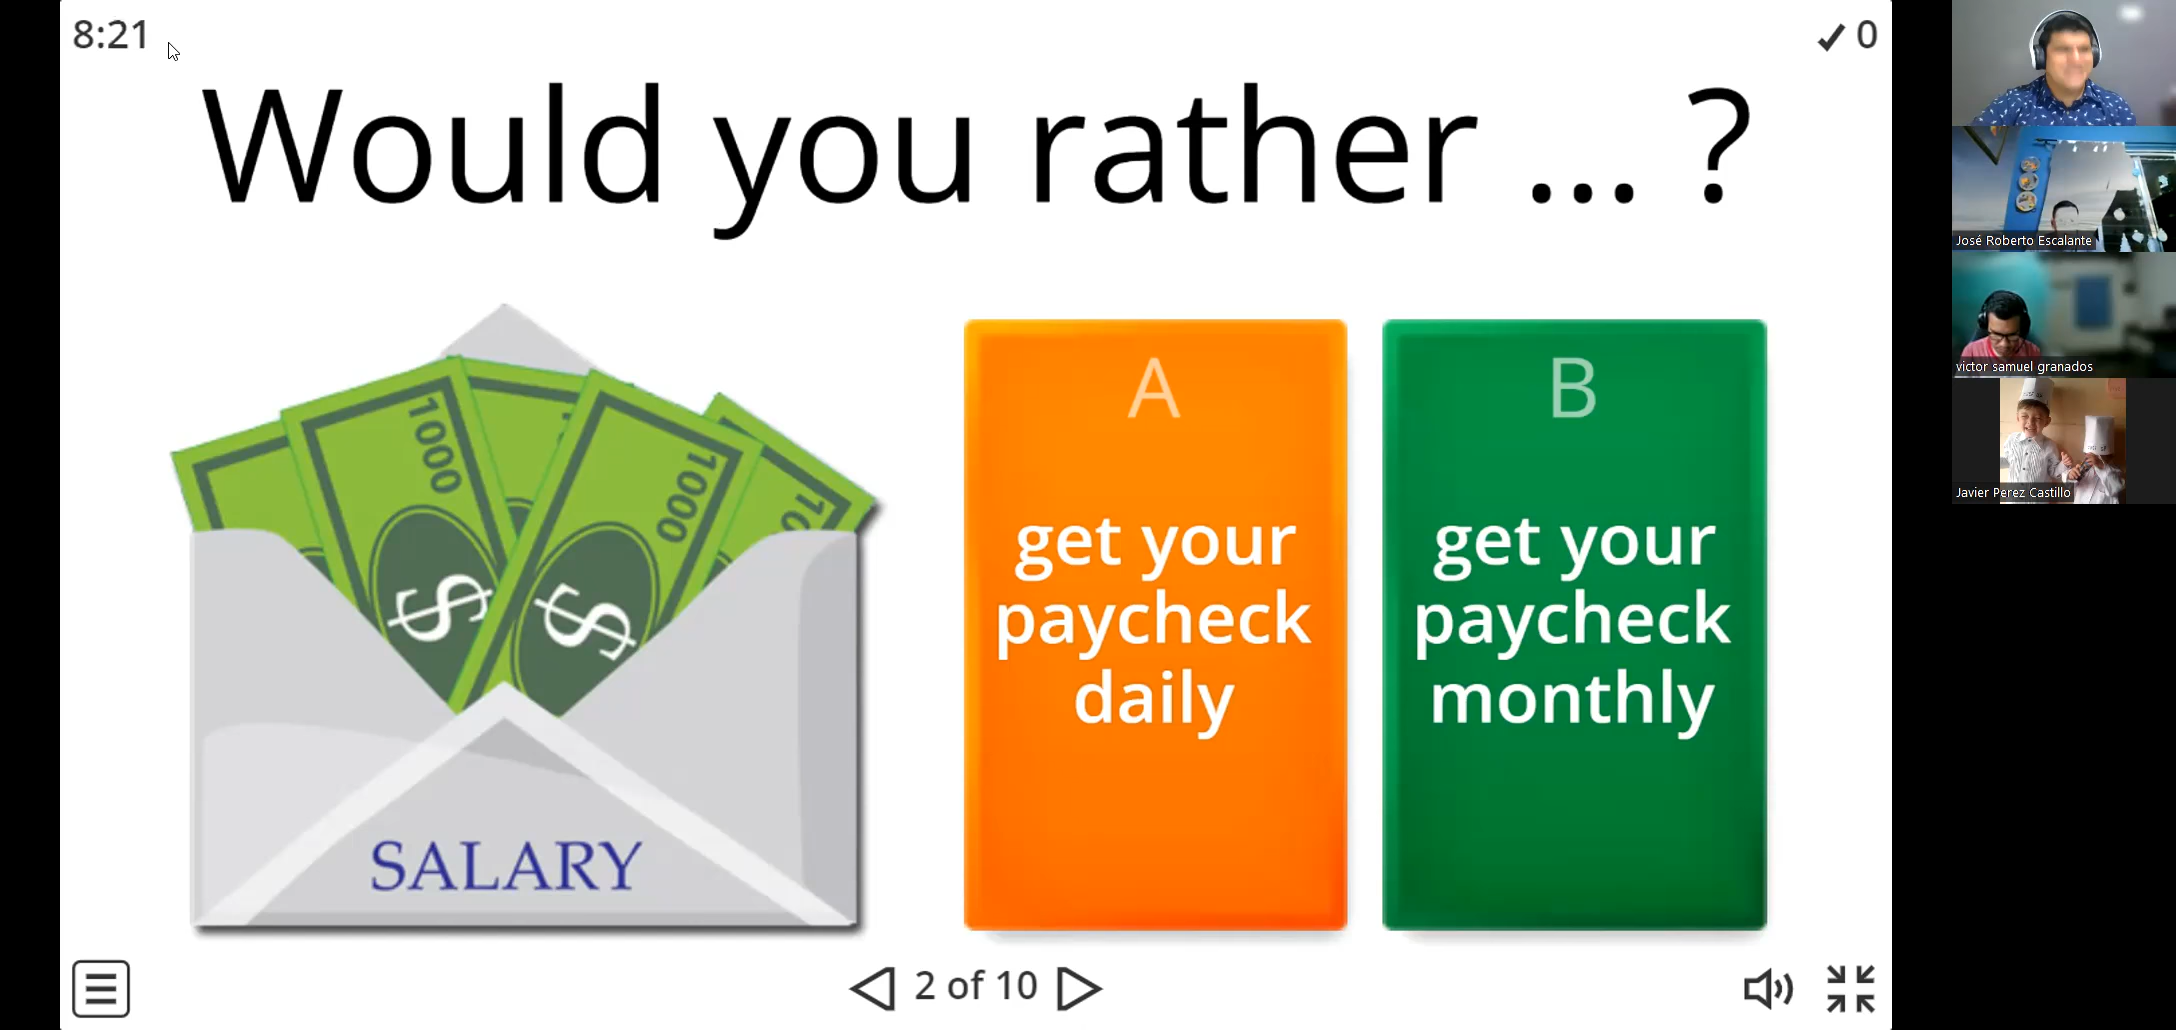 8:21
✓ 0
Would you rather ... ?
1000
1000
10
$
$
SALARY
A
get your
paycheck
daily
B
get your
paycheck
monthly
2 of 10
José Roberto Escalante
victor samuel granados
Javier Perez Castillo